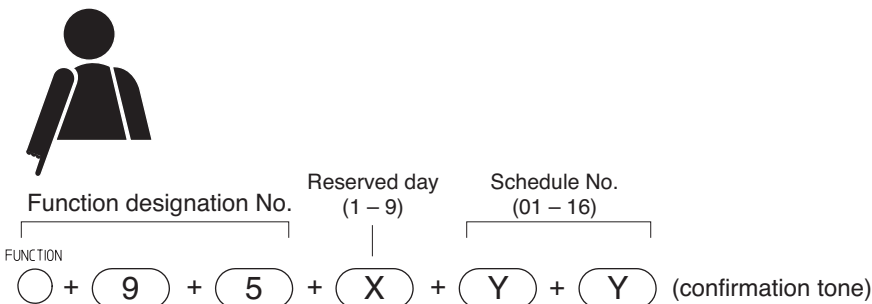 Reserved day
Schedule No.
Function designation No.
(1 – 9)
(01 – 16)
FUNCTION
+ 9 + 5 + X + Y + Y (confirmation tone)